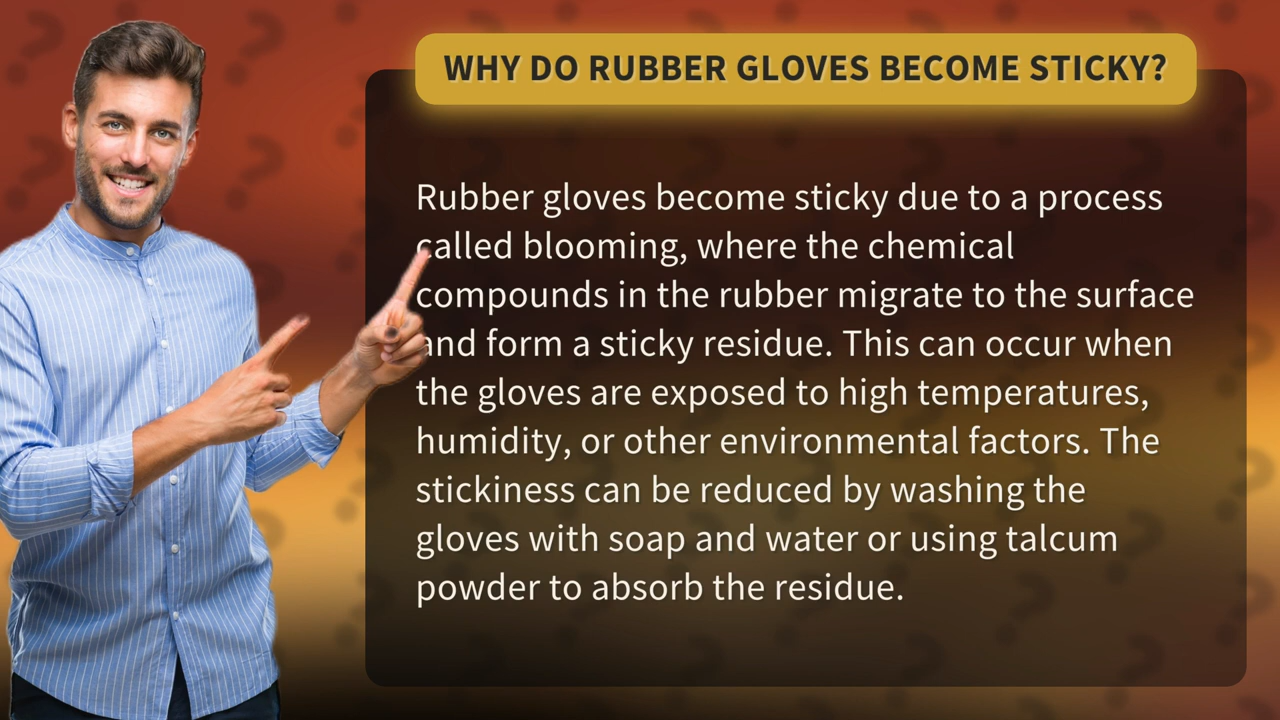 WHY DO RUBBER GLOVES BECOME STICKY?
Rubber gloves become sticky due to a process
called blooming, where the chemical
compounds in the rubber migrate to the surface
and form a sticky residue. This can occur when
the gloves are exposed to high temperatures,
humidity, or other environmental factors. The
stickiness can be reduced by washing the
gloves with soap and water or using talcum
powder to absorb the residue.